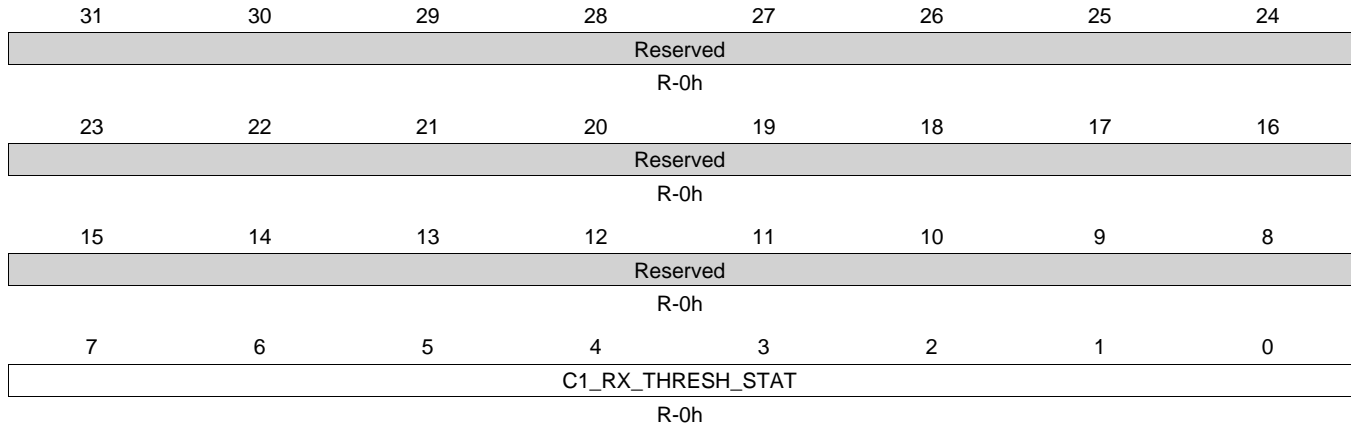 31 30 29 28 27 26 25 24
Reserved
R-0h
23 22 21 20 19 18 17 16
Reserved
R-0h
15 14 13 12 11 10 9 8
Reserved
R-0h
7 6 5 4 3 2 1 0
C1_RX_THRESH_STAT
R-0h